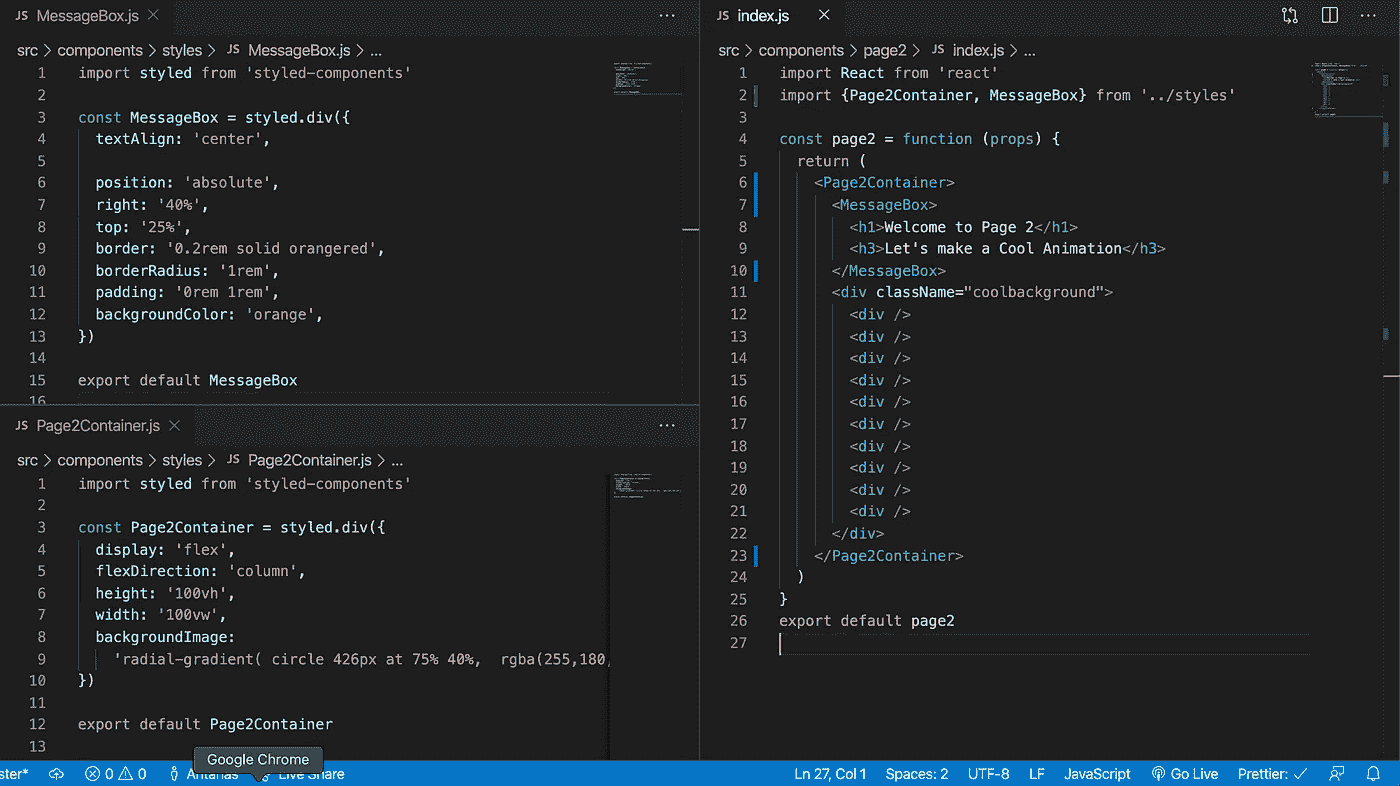 JS MessageBox.js ×
src > components > styles > JS MessageBox.js > ...
1 import styled from 'styled-components'
2
3 const MessageBox = styled.div({
4 textAlign: 'center',
5
6 position: 'absolute',
7 right: '40%',
8 top: '25%',
9 border: '0.2rem solid orangered',
10 borderRadius: '1rem',
11 padding: '0rem 1rem',
12 backgroundColor: 'orange',
13 })
14
15 export default MessageBox
16
JS Page2Container.js ×
src > components > styles > JS Page2Container.js > ...
1 import styled from 'styled-components'
2
3 const Page2Container = styled.div({
4 display: 'flex',
5 flexDirection: 'column',
6 height: '100vh',
7 width: '100vw',
8 backgroundImage:
9 'radial-gradient( circle 426px at 75% 40%,  rgba(255,180,
10 })
11
12 export default Page2Container
13
JS index.js ×
src > components > page2 > JS index.js > ...
1 import React from 'react'
2 import {Page2Container, MessageBox} from '../styles'
3
4 const page2 = function (props) {
5 return (
6 <Page2Container>
7 <MessageBox>
8 <h1>Welcome to Page 2</h1>
9 <h3>Let's make a Cool Animation</h3>
10 </MessageBox>
11 <div className="coolbackground">
12 <div />
13 <div />
14 <div />
15 <div />
16 <div />
17 <div />
18 <div />
19 <div />
20 <div />
21 <div />
22 </div>
23 </Page2Container>
24 )
25 }
26 export default page2
27
Google Chrome
ster* 0 0 Antanas Live Share Ln 27, Col 1 Spaces: 2 UTF-8 LF JavaScript Go Live Prettier: ✓